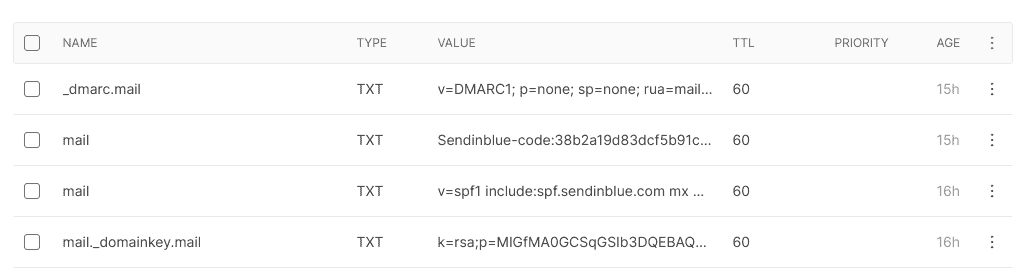 NAME TYPE VALUE TTL PRIORITY AGE
_dmarc.mail TXT v=DMARC1; p=none; sp=none; rua=mail... 60 15h
mail TXT Sendinblue-code:38b2a19d83dcf5b91c... 60 15h
mail TXT v=spf1 include:spf.sendinblue.com mx ... 60 16h
mail._domainkey.mail TXT k=rsa;p=MIGfMA0GCSqGSIb3DQEBAQ... 60 16h